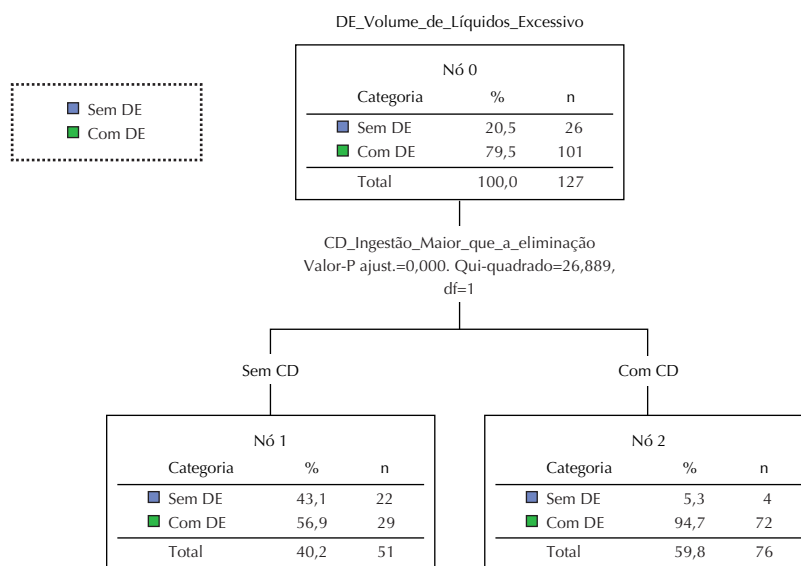 DE_Volume_de_Líquidos_Excessivo
Sem DE
Com DE
Nó 0
Categoria % n
Sem DE 20,5 26
Com DE 79,5 101
Total 100,0 127
CD_Ingestão_Maior_que_a_eliminação
Valor-P ajust.=0,000. Qui-quadrado=26,889,
df=1
Sem CD
Com CD
Nó 1
Categoria % n
Sem DE 43,1 22
Com DE 56,9 29
Total 40,2 51
Nó 2
Categoria % n
Sem DE 5,3 4
Com DE 94,7 72
Total 59,8 76